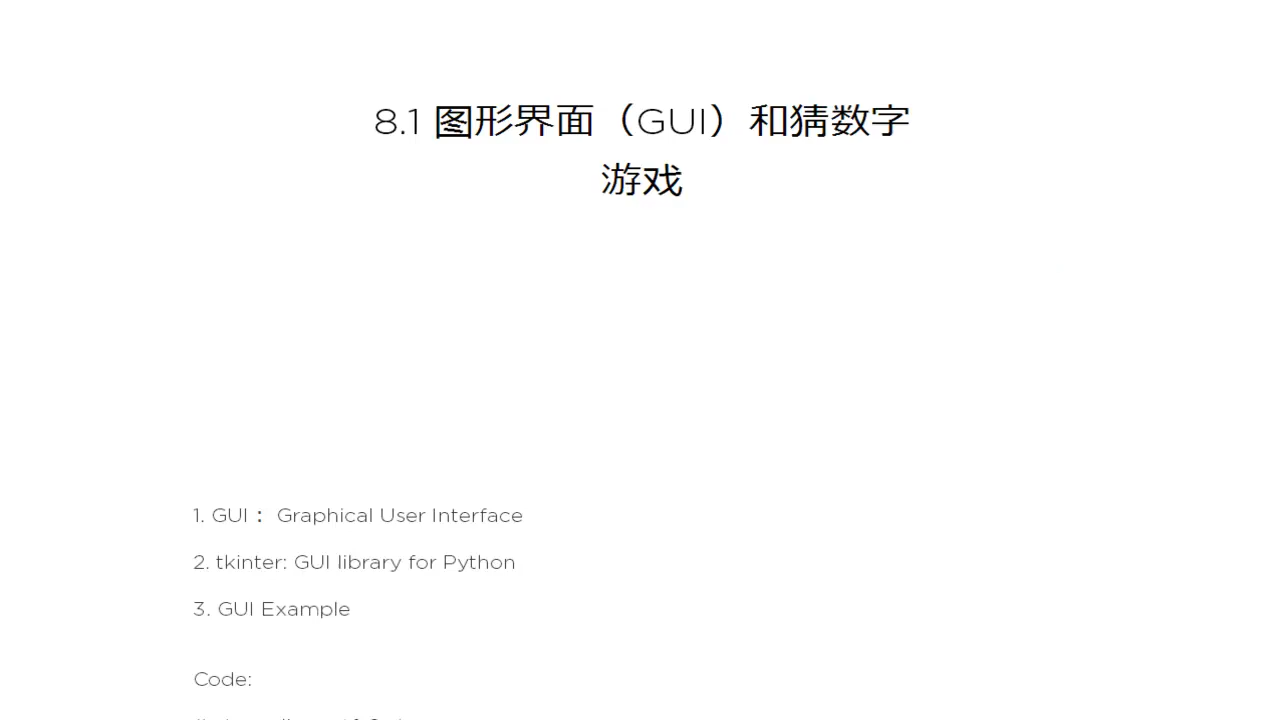 8.1 图形界面（GUI）和猜数字
游戏
1. GUI： Graphical User Interface
2. tkinter: GUI library for Python
3. GUI Example
Code: